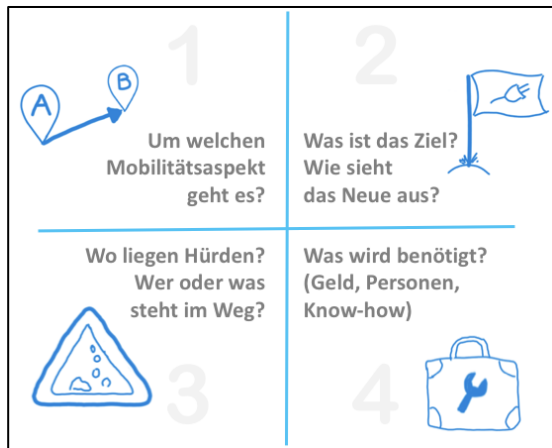 1
A
B
Um welchen
Mobilitätsaspekt
geht es?
2
Was ist das Ziel?
Wie sieht
das Neue aus?
Wo liegen Hürden?
Wer oder was
steht im Weg?
3
Was wird benötigt?
(Geld, Personen,
Know-how)
4